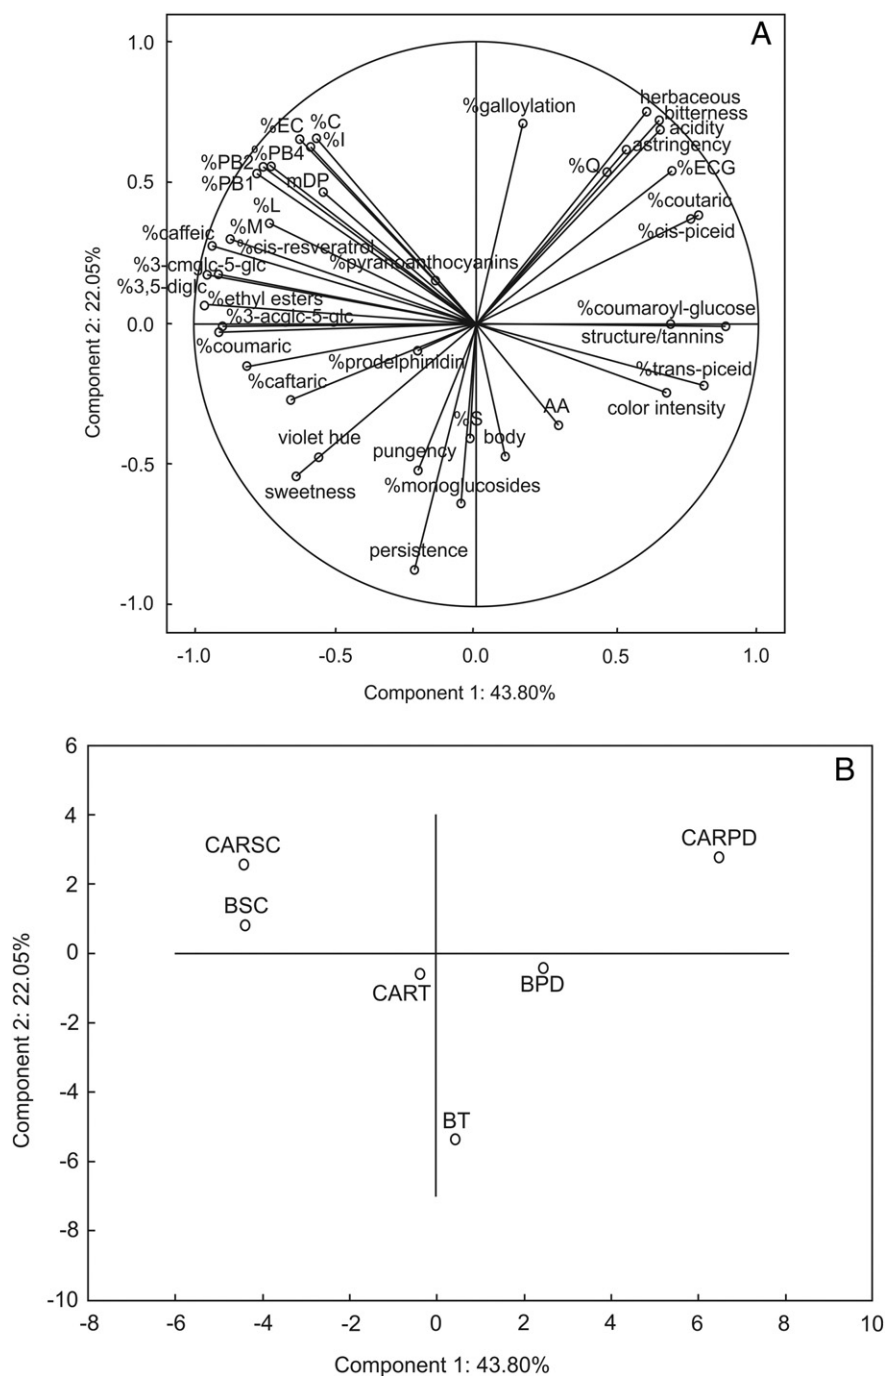 A
1.0
herbaceous
%galloylation
bitterness
%C
%EC
acidity
%I
astringency
%PB4
%PB2
%Q
%ECG
0.5
%PB1
mDP
%coutaric
%L
%M
%cis-piceid
%caffeic
%cis-resveratrol
%pyranoanthocyanins
%3-cmglc-5-glc
%3,5-diglc
%ethyl esters
%coumaroyl-glucose
%3-acglc-5-glc
0.0
structure/tannins
%coumaric
%prodelphinidin
%trans-piceid
%caftaric
AA
color intensity
%S
violet hue
body
pungency
-0.5
sweetness
%monoglucosides
persistence
-1.0
-1.0 -0.5 0.0 0.5 1.0
Component 1: 43.80%
Component 2: 22.05%
B
6
4
CARSC
CARPD
2
BSC
0
CART
BPD
-2
-4
BT
-6
-8
-10
-8 -6 -4 -2 0 2 4 6 8 10
Component 1: 43.80%
Component 2: 22.05%